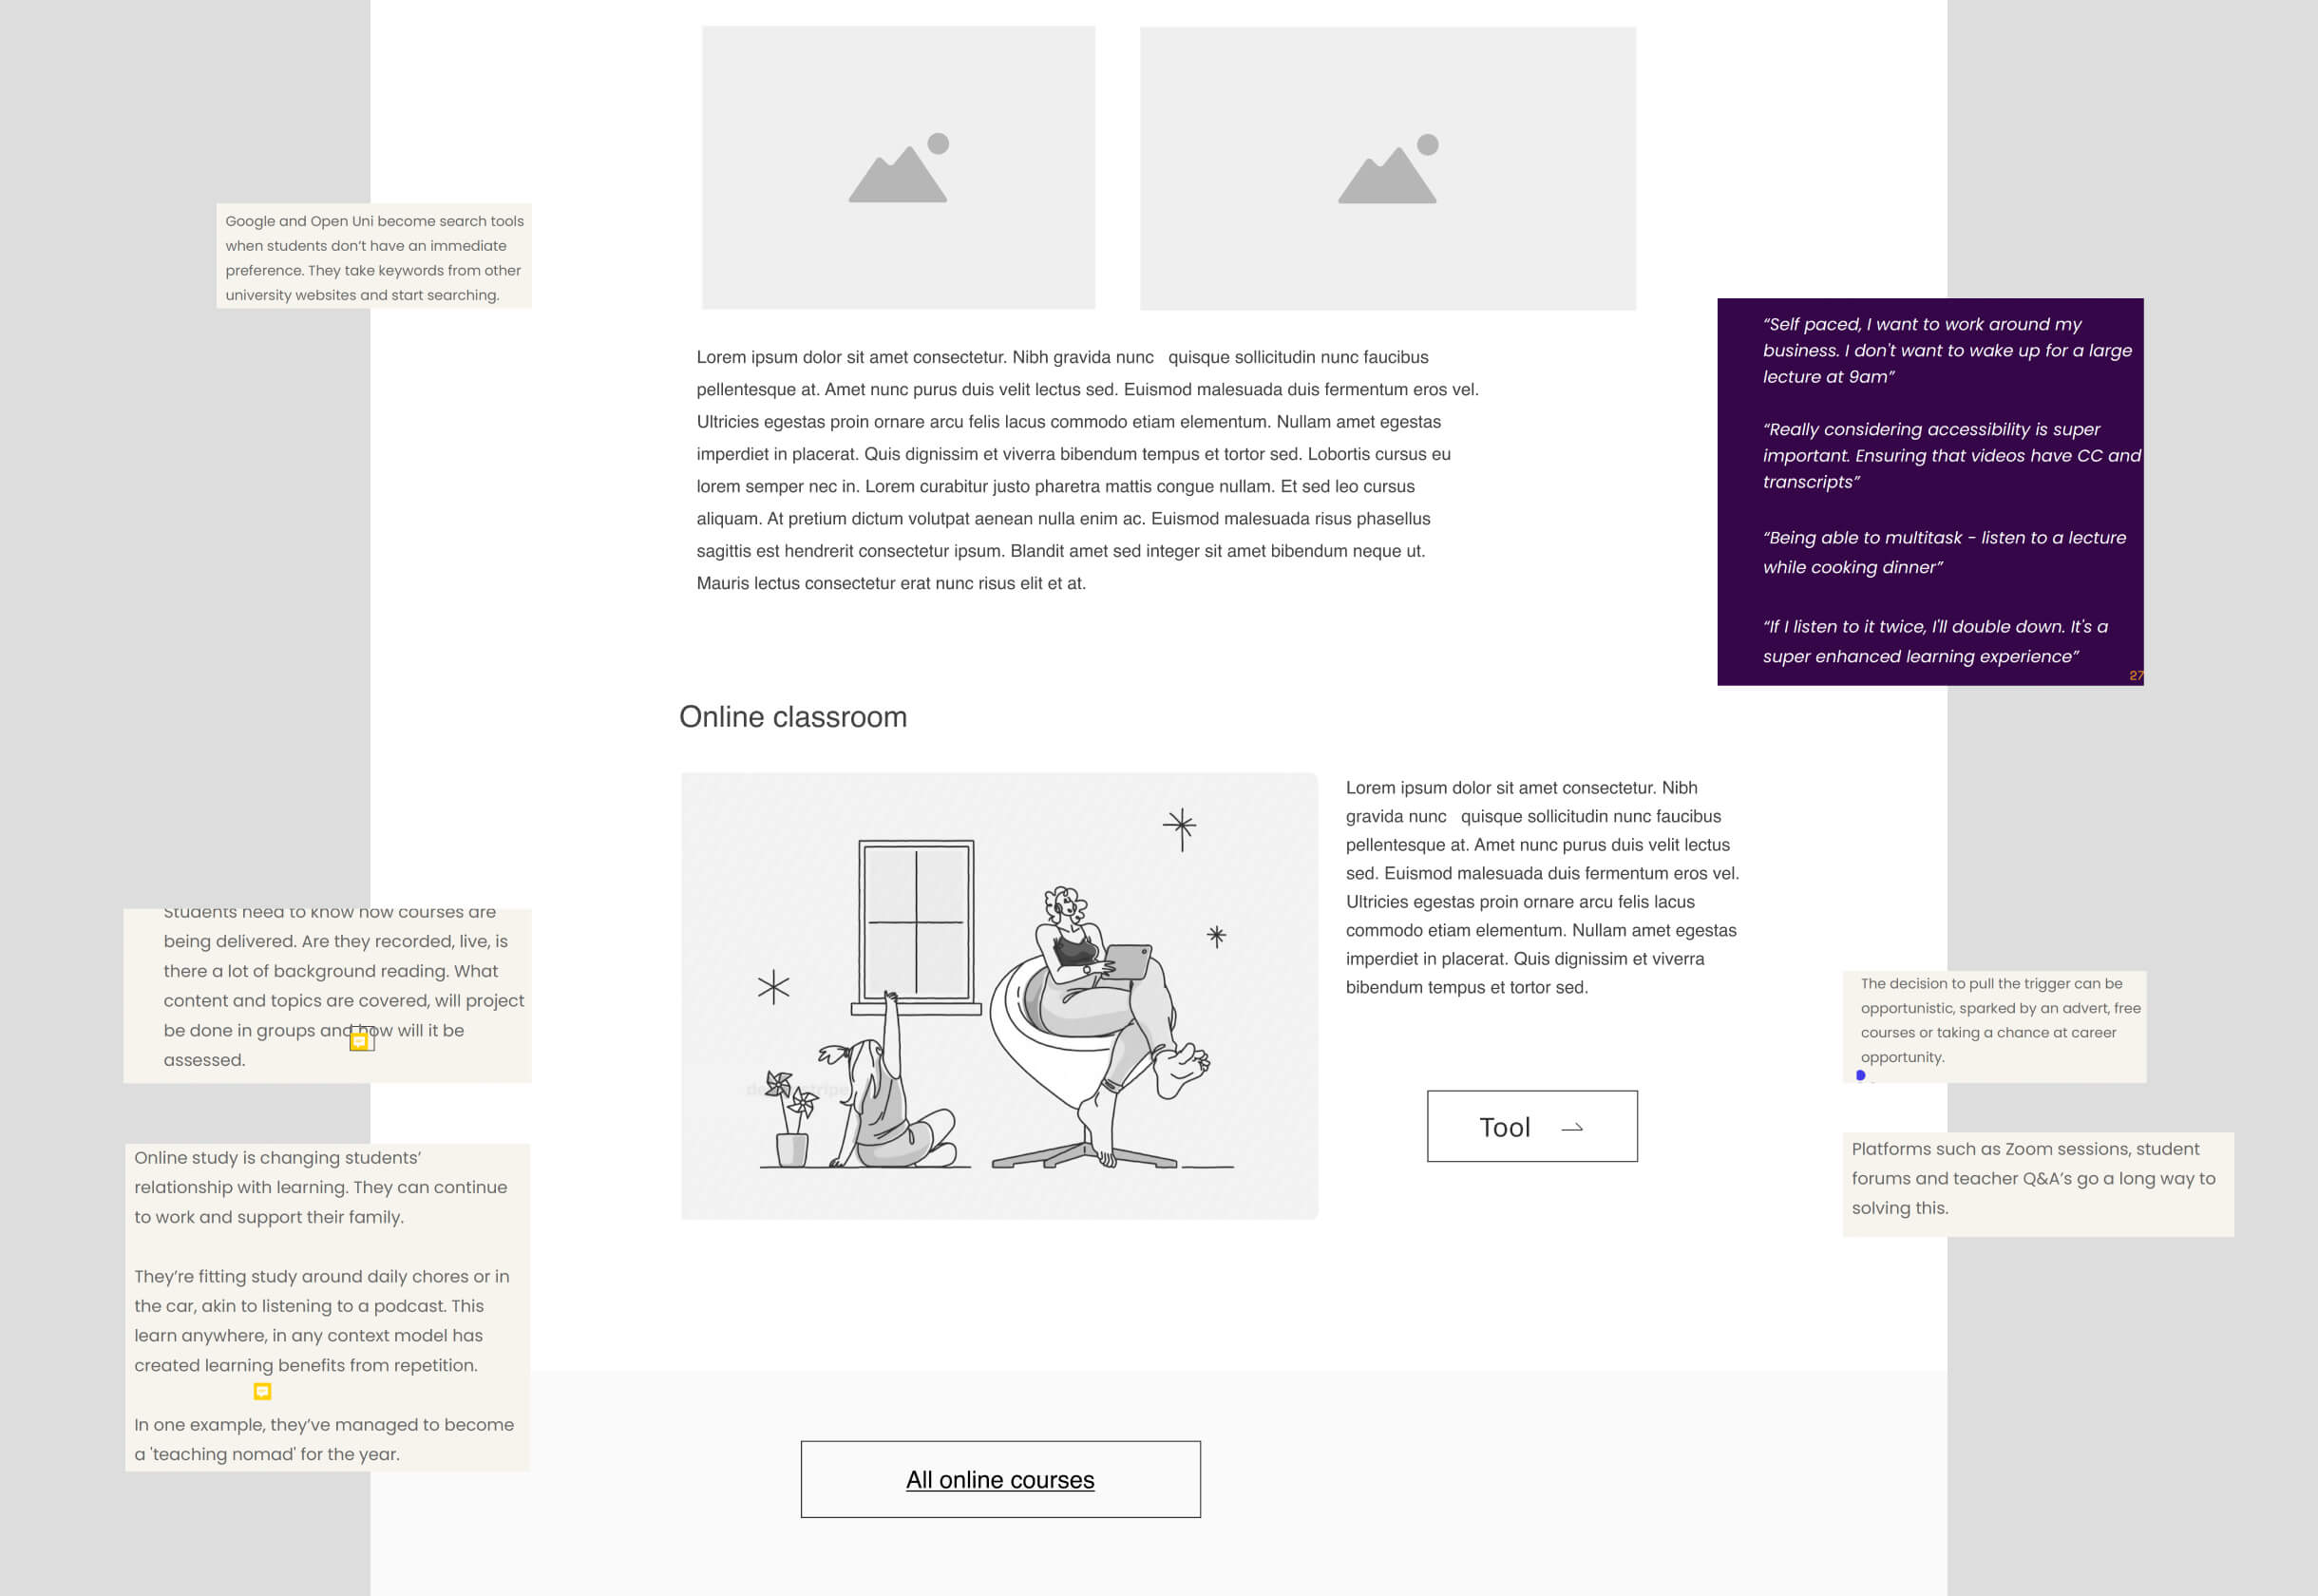 Google and Open Uni become search tools
when students don't have an immediate
preference. They take keywords from other
university websites and start searching.
Lorem ipsum dolor sit amet consectetur. Nibh gravida nunc quisque sollicitudin nunc faucibus
pellentesque at. Amet nunc purus duis velit lectus sed. Euismod malesuada duis fermentum eros vel.
Ultricies egestas proin ornare arcu felis lacus commodo etiam elementum. Nullam amet egestas
imperdiet in placerat. Quis dignissim et viverra bibendum tempus et tortor sed. Lobortis cursus eu
lorem semper nec in. Lorem curabitur justo pharetra mattis congue nullam. Et sed leo cursus
aliquam. At pretium dictum volutpat aenean nulla enim ac. Euismod malesuada risus phasellus
sagittis est hendrerit consectetur ipsum. Blandit amet sed integer sit amet bibendum neque ut.
Mauris lectus consectetur erat nunc risus elit et at.
“Self paced, I want to work around my
business. I don't want to wake up for a large
lecture at 9am”
“Really considering accessibility is super
important. Ensuring that videos have CC and
transcripts”
“Being able to multitask - listen to a lecture
while cooking dinner”
“If I listen to it twice, I'll double down. It's a
super enhanced learning experience”
27
Online classroom
Lorem ipsum dolor sit amet consectetur. Nibh
gravida nunc quisque sollicitudin nunc faucibus
pellentesque at. Amet nunc purus duis velit lectus
sed. Euismod malesuada duis fermentum eros vel.
Ultricies egestas proin ornare arcu felis lacus
commodo etiam elementum. Nullam amet egestas
imperdiet in placerat. Quis dignissim et viverra
bibendum tempus et tortor sed.
Tool
Students need to know how courses are
being delivered. Are they recorded, live, is
there a lot of background reading. What
content and topics are covered, will project
be done in groups and how will it be
assessed.
Online study is changing students’
relationship with learning. They can continue
to work and support their family.
They’re fitting study around daily chores or in
the car, akin to listening to a podcast. This
learn anywhere, in any context model has
created learning benefits from repetition.
In one example, they’ve managed to become
a 'teaching nomad' for the year.
The decision to pull the trigger can be
opportunistic, sparked by an advert, free
courses or taking a chance at career
opportunity.
Platforms such as Zoom sessions, student
forums and teacher Q&A’s go a long way to
solving this.
All online courses